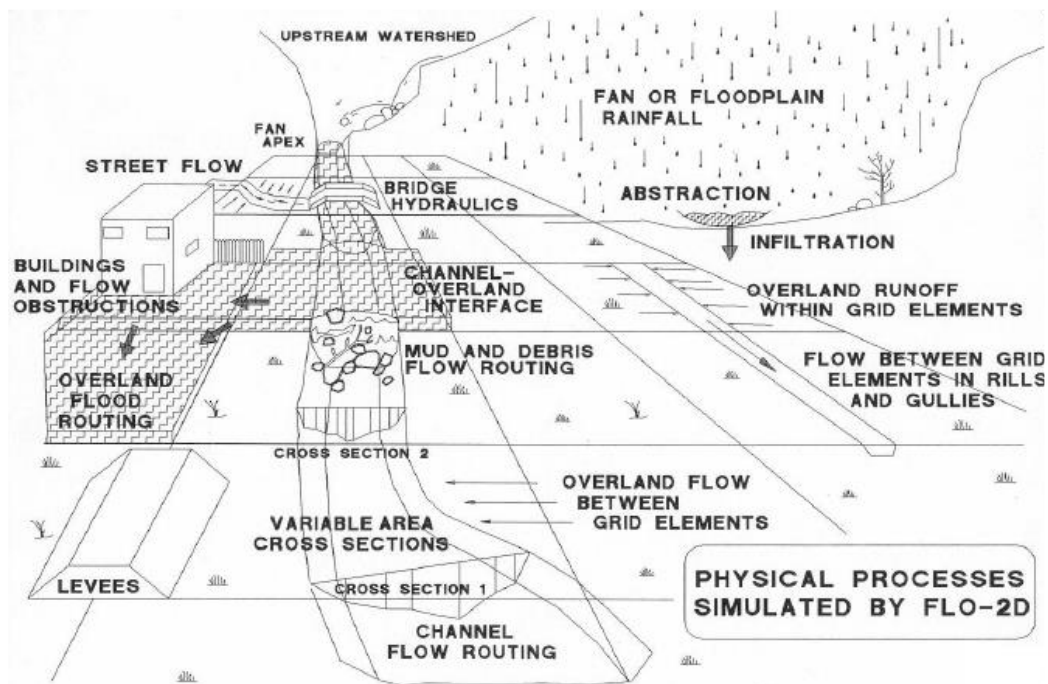 UPSTREAM WATERSHED
FAN OR FLOODPLAIN
RAINFALL
FAN
APEX
STREET FLOW
BRIDGE
HYDRAULICS
ABSTRACTION
INFILTRATION
BUILDINGS
AND FLOW
OBSTRUCTIONS
CHANNEL-
OVERLAND
INTERFACE
OVERLAND RUNOFF
WITHIN GRID ELEMENTS
MUD AND DEBRIS
FLOW ROUTING
FLOW BETWEEN GRID
ELEMENTS IN RILLS
AND GULLIES
OVERLAND
FLOOD
ROUTING
CROSS SECTION 2
OVERLAND FLOW
BETWEEN
GRID ELEMENTS
VARIABLE AREA
CROSS SECTIONS
LEVEES
CROSS SECTION 1
CHANNEL
FLOW ROUTING
PHYSICAL PROCESSES
SIMULATED BY FLO-2D